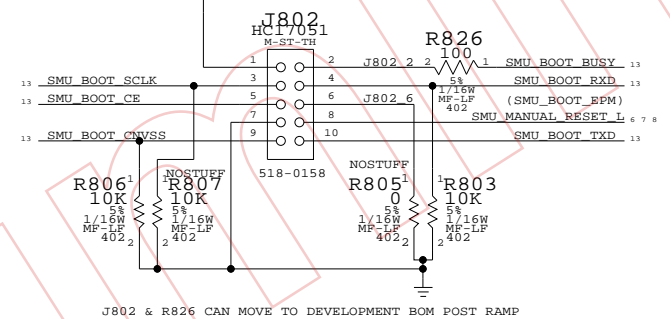 J802
HC17051
M-ST-TH
R826
100
1 2 J802_2 2 1 SMU_BOOT_BUSY 13
13 SMU_BOOT_SCLK 3 4 5% SMU_BOOT_RXD 13
1/16W
MF-LF
402
13 SMU_BOOT_CE 5 6 J802_6 (SMU_BOOT_EPM)
7 8 SMU_MANUAL_RESET_L 6 7 8
13 SMU_BOOT_CNVSS 9 10 SMU_BOOT_TXD 13
518-0158
NOSTUFF NOSTUFF
R806 1 1 R807 R805 1 1 R803
10K 10K 0 10K
5% 5% 5% 5%
1/16W 1/16W 1/16W 1/16W
MF-LF MF-LF MF-LF MF-LF
402 402 402 402
2 2 2 2
J802 & R826 CAN MOVE TO DEVELOPMENT BOM POST RAMP